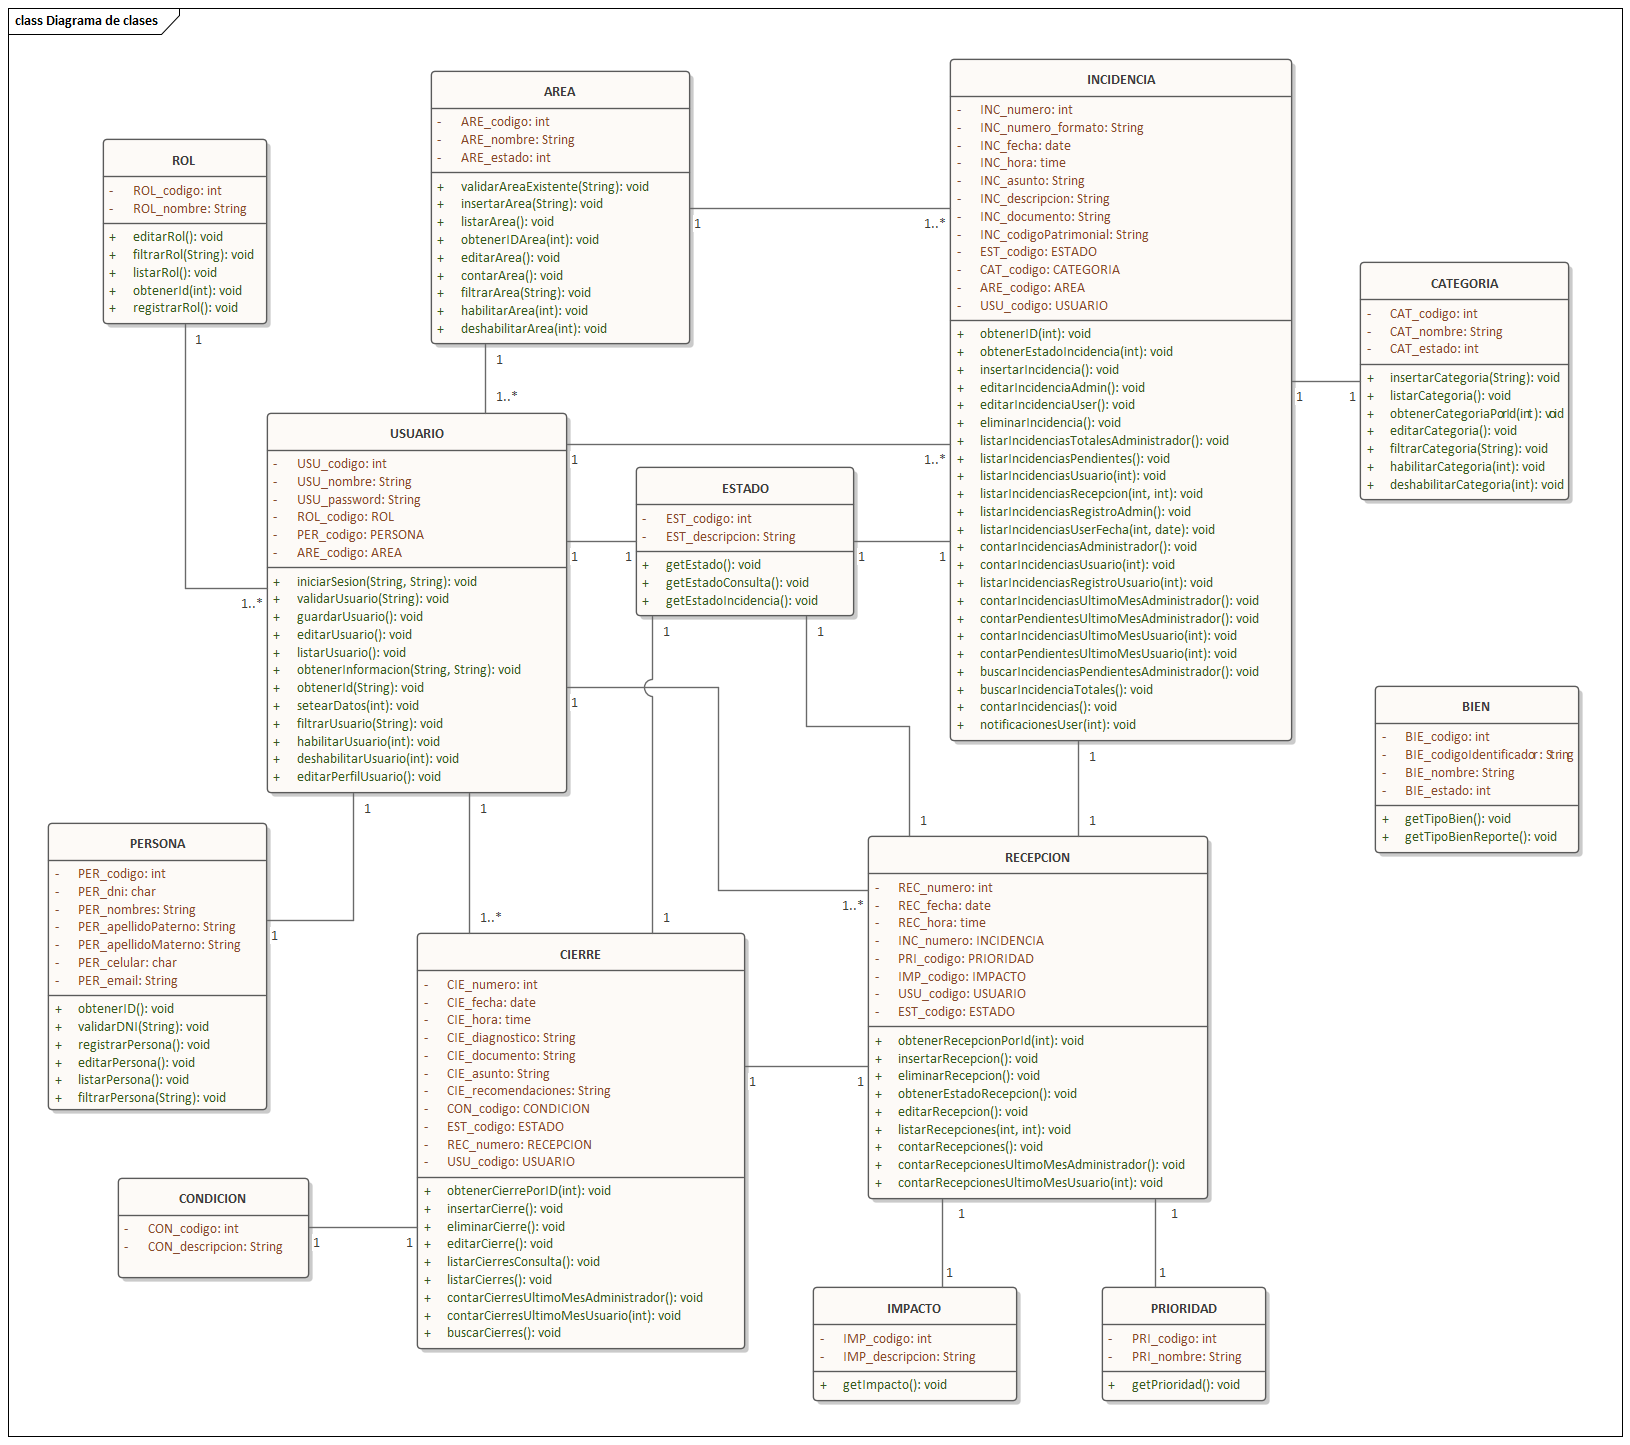 class Diagrama de clases
AREA
- ARE_codigo: int
- ARE_nombre: String
- ARE_estado: int
+ validarAreaExistente(String): void
+ insertarArea(String): void
+ listarArea(): void
+ obtenerIDArea(int): void
+ editarArea(): void
+ contarArea(): void
+ filtrarArea(String): void
+ habilitarArea(int): void
+ deshabilitarArea(int): void
1
1..*
1
1..*
INCIDENCIA
- INC_numero: int
- INC_numero_formato: String
- INC_fecha: date
- INC_hora: time
- INC_asunto: String
- INC_descripcion: String
- INC_documento: String
- INC_codigoPatrimonial: String
- EST_codigo: ESTADO
- CAT_codigo: CATEGORIA
- ARE_codigo: AREA
- USU_codigo: USUARIO
+ obtenerID(int): void
+ obtenerEstadoIncidencia(int): void
+ insertarIncidencia(): void
+ editarIncidenciaAdmin(): void
+ editarIncidenciaUser(): void
+ eliminarIncidencia(): void
+ listarIncidenciasTotalesAdministrador(): void
+ listarIncidenciasPendientes(): void
+ listarIncidenciasUsuario(int): void
+ listarIncidenciasRecepcion(int, int): void
+ listarIncidenciasRegistroAdmin(): void
+ listarIncidenciasUserFecha(int, date): void
+ contarIncidenciasAdministrador(): void
+ contarIncidenciasUsuario(int): void
+ listarIncidenciasRegistroUsuario(int): void
+ contarIncidenciasUltimoMesAdministrador(): void
+ contarPendientesUltimoMesAdministrador(): void
+ contarIncidenciasUltimoMesUsuario(int): void
+ contarPendientesUltimoMesUsuario(int): void
+ buscarIncidenciasPendientesAdministrador(): void
+ buscarIncidenciaTotales(): void
+ contarIncidencias(): void
+ notificacionesUser(int): void
1
1
1
1
ROL
- ROL_codigo: int
- ROL_nombre: String
+ editarRol(): void
+ filtrarRol(String): void
+ listarRol(): void
+ obtenerId(int): void
+ registrarRol(): void
1
1..*
CATEGORIA
- CAT_codigo: int
- CAT_nombre: String
- CAT_estado: int
+ insertarCategoria(String): void
+ listarCategoria(): void
+ obtenerCategoriaPorId(int): void
+ editarCategoria(): void
+ filtrarCategoria(String): void
+ habilitarCategoria(int): void
+ deshabilitarCategoria(int): void
USUARIO
- USU_codigo: int
- USU_nombre: String
- USU_password: String
- ROL_codigo: ROL
- PER_codigo: PERSONA
- ARE_codigo: AREA
+ iniciarSesion(String, String): void
+ validarUsuario(String): void
+ guardarUsuario(): void
+ editarUsuario(): void
+ listarUsuario(): void
+ obtenerInformacion(String, String): void
+ obtenerId(String): void
+ setearDatos(int): void
+ filtrarUsuario(String): void
+ habilitarUsuario(int): void
+ deshabilitarUsuario(int): void
+ editarPerfilUsuario(): void
1
1..*
1
1
1
1..*
1
1
1
1..*
ESTADO
- EST_codigo: int
- EST_descripcion: String
+ getEstado(): void
+ getEstadoConsulta(): void
+ getEstadoIncidencia(): void
1
1
1
1
1
1
BIEN
- BIE_codigo: int
- BIE_codigoIdentificador: String
- BIE_nombre: String
- BIE_estado: int
+ getTipoBien(): void
+ getTipoBienReporte(): void
PERSONA
- PER_codigo: int
- PER_dni: char
- PER_nombres: String
- PER_apellidoPaterno: String
- PER_apellidoMaterno: String
- PER_celular: char
- PER_email: String
+ obtenerID(): void
+ validarDNI(String): void
+ registrarPersona(): void
+ editarPersona(): void
+ listarPersona(): void
+ filtrarPersona(String): void
RECEPCION
- REC_numero: int
- REC_fecha: date
- REC_hora: time
- INC_numero: INCIDENCIA
- PRI_codigo: PRIORIDAD
- IMP_codigo: IMPACTO
- USU_codigo: USUARIO
- EST_codigo: ESTADO
+ obtenerRecepcionPorId(int): void
+ insertarRecepcion(): void
+ eliminarRecepcion(): void
+ obtenerEstadoRecepcion(): void
+ editarRecepcion(): void
+ listarRecepciones(int, int): void
+ contarRecepciones(): void
+ contarRecepcionesUltimoMesAdministrador(): void
+ contarRecepcionesUltimoMesUsuario(int): void
CIERRE
- CIE_numero: int
- CIE_fecha: date
- CIE_hora: time
- CIE_diagnostico: String
- CIE_documento: String
- CIE_asunto: String
- CIE_recomendaciones: String
- CON_codigo: CONDICION
- EST_codigo: ESTADO
- REC_numero: RECEPCION
- USU_codigo: USUARIO
+ obtenerCierrePorID(int): void
+ insertarCierre(): void
+ eliminarCierre(): void
+ editarCierre(): void
+ listarCierresConsulta(): void
+ listarCierres(): void
+ contarCierresUltimoMesAdministrador(): void
+ contarCierresUltimoMesUsuario(int): void
+ buscarCierres(): void
1
1
CONDICION
- CON_codigo: int
- CON_descripcion: String
1
1
1
1
1
1
IMPACTO
- IMP_codigo: int
- IMP_descripcion: String
+ getImpacto(): void
PRIORIDAD
- PRI_codigo: int
- PRI_nombre: String
+ getPrioridad(): void